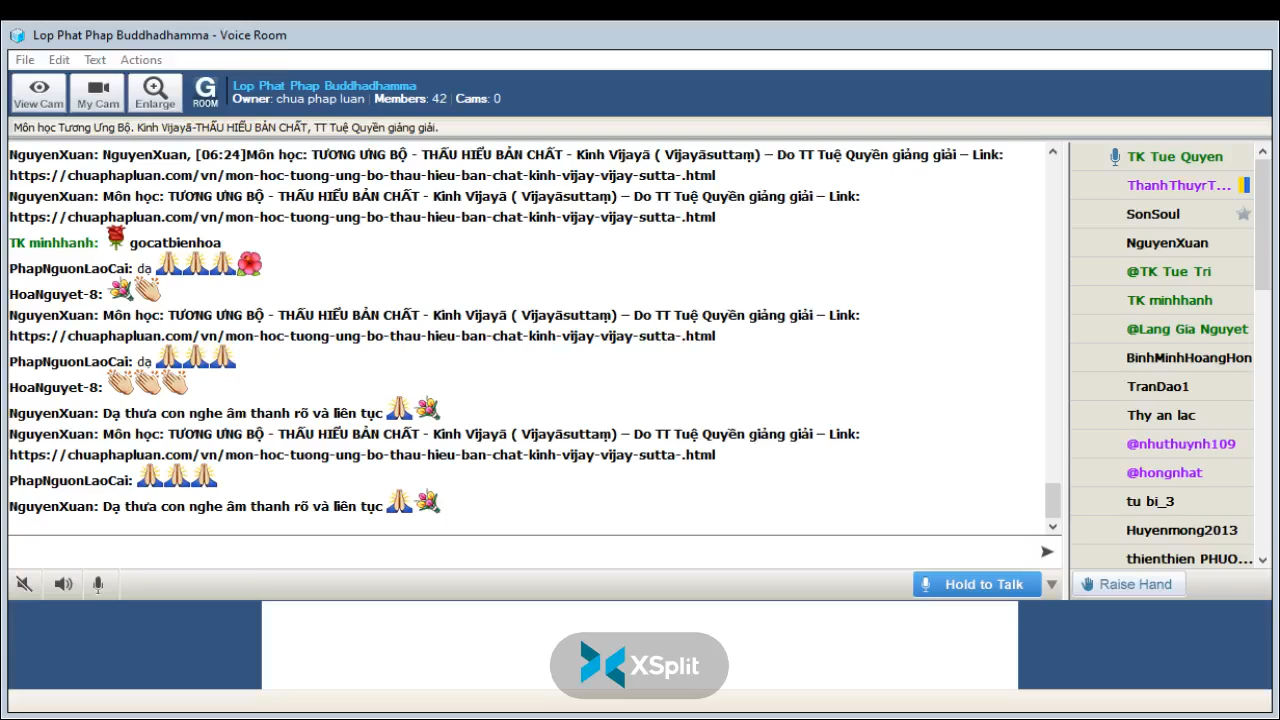 Lop Phat Phap Buddhadhamma - Voice Room
File Edit Text Actions
View Cam My Cam Enlarge G ROOM
Lop Phat Phap Buddhadhamma
Owner: chua phap luan | Members: 42 | Cams: 0
Môn học Tương Ưng Bộ. Kinh Vijayā-THẤU HIỂU BẢN CHẤT, TT Tuệ Quyền giảng giải.
NguyenXuan: NguyenXuan, [06:24]Môn học: TƯƠNG ƯNG BỘ - THẤU HIỂU BẢN CHẤT - Kinh Vijayā ( Vijayāsuttaṃ) – Do TT Tuệ Quyền giảng giải – Link:
https://chuaphapluan.com/vn/mon-hoc-tuong-ung-bo-thau-hieu-ban-chat-kinh-vijay-vijay-sutta-.html
NguyenXuan: Môn học: TƯƠNG ƯNG BỘ - THẤU HIỂU BẢN CHẤT - Kinh Vijayā ( Vijayāsuttaṃ) – Do TT Tuệ Quyền giảng giải – Link:
https://chuaphapluan.com/vn/mon-hoc-tuong-ung-bo-thau-hieu-ban-chat-kinh-vijay-vijay-sutta-.html
TK minhhanh: gocatbienhoa
PhapNguonLaoCai: dạ
HoaNguyet-8:
NguyenXuan: Môn học: TƯƠNG ƯNG BỘ - THẤU HIỂU BẢN CHẤT - Kinh Vijayā ( Vijayāsuttaṃ) – Do TT Tuệ Quyền giảng giải – Link:
https://chuaphapluan.com/vn/mon-hoc-tuong-ung-bo-thau-hieu-ban-chat-kinh-vijay-vijay-sutta-.html
PhapNguonLaoCai: dạ
HoaNguyet-8:
NguyenXuan: Dạ thưa con nghe âm thanh rõ và liên tục
NguyenXuan: Môn học: TƯƠNG ƯNG BỘ - THẤU HIỂU BẢN CHẤT - Kinh Vijayā ( Vijayāsuttaṃ) – Do TT Tuệ Quyền giảng giải – Link:
https://chuaphapluan.com/vn/mon-hoc-tuong-ung-bo-thau-hieu-ban-chat-kinh-vijay-vijay-sutta-.html
PhapNguonLaoCai:
NguyenXuan: Dạ thưa con nghe âm thanh rõ và liên tục
TK Tue Quyen
ThanhThuyrT...
SonSoul
NguyenXuan
@TK Tue Tri
TK minhhanh
@Lang Gia Nguyet
BinhMinhHoangHon
TranDao1
Thy an lac
@nhuthuynh109
@hongnhat
tu bi_3
Huyenmong2013
thienthien PHUO...
Hold to Talk
Raise Hand
XSplit